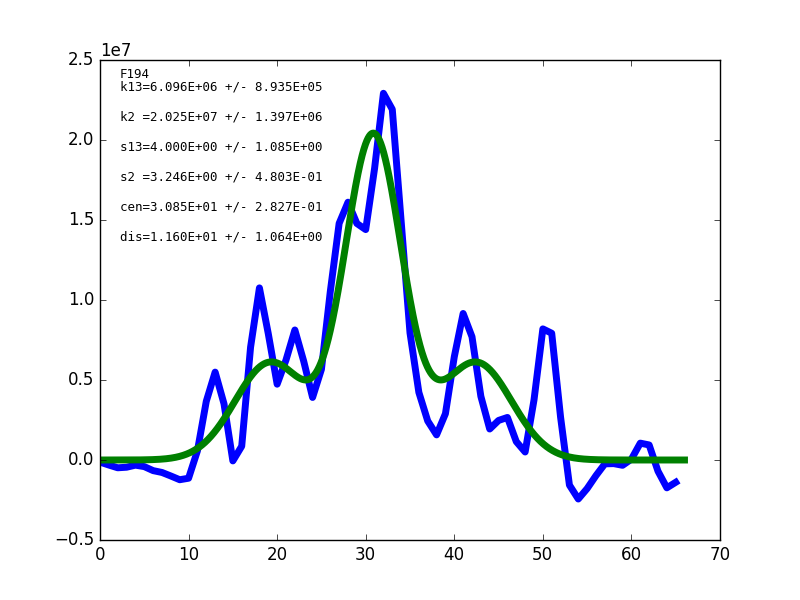 1e7
2.5
2.0
1.5
1.0
0.5
0.0
−0.5
F194
k13=6.096E+06 +/- 8.935E+05
k2 =2.025E+07 +/- 1.397E+06
s13=4.000E+00 +/- 1.085E+00
s2 =3.246E+00 +/- 4.803E-01
cen=3.085E+01 +/- 2.827E-01
dis=1.160E+01 +/- 1.064E+00
0 10 20 30 40 50 60 70